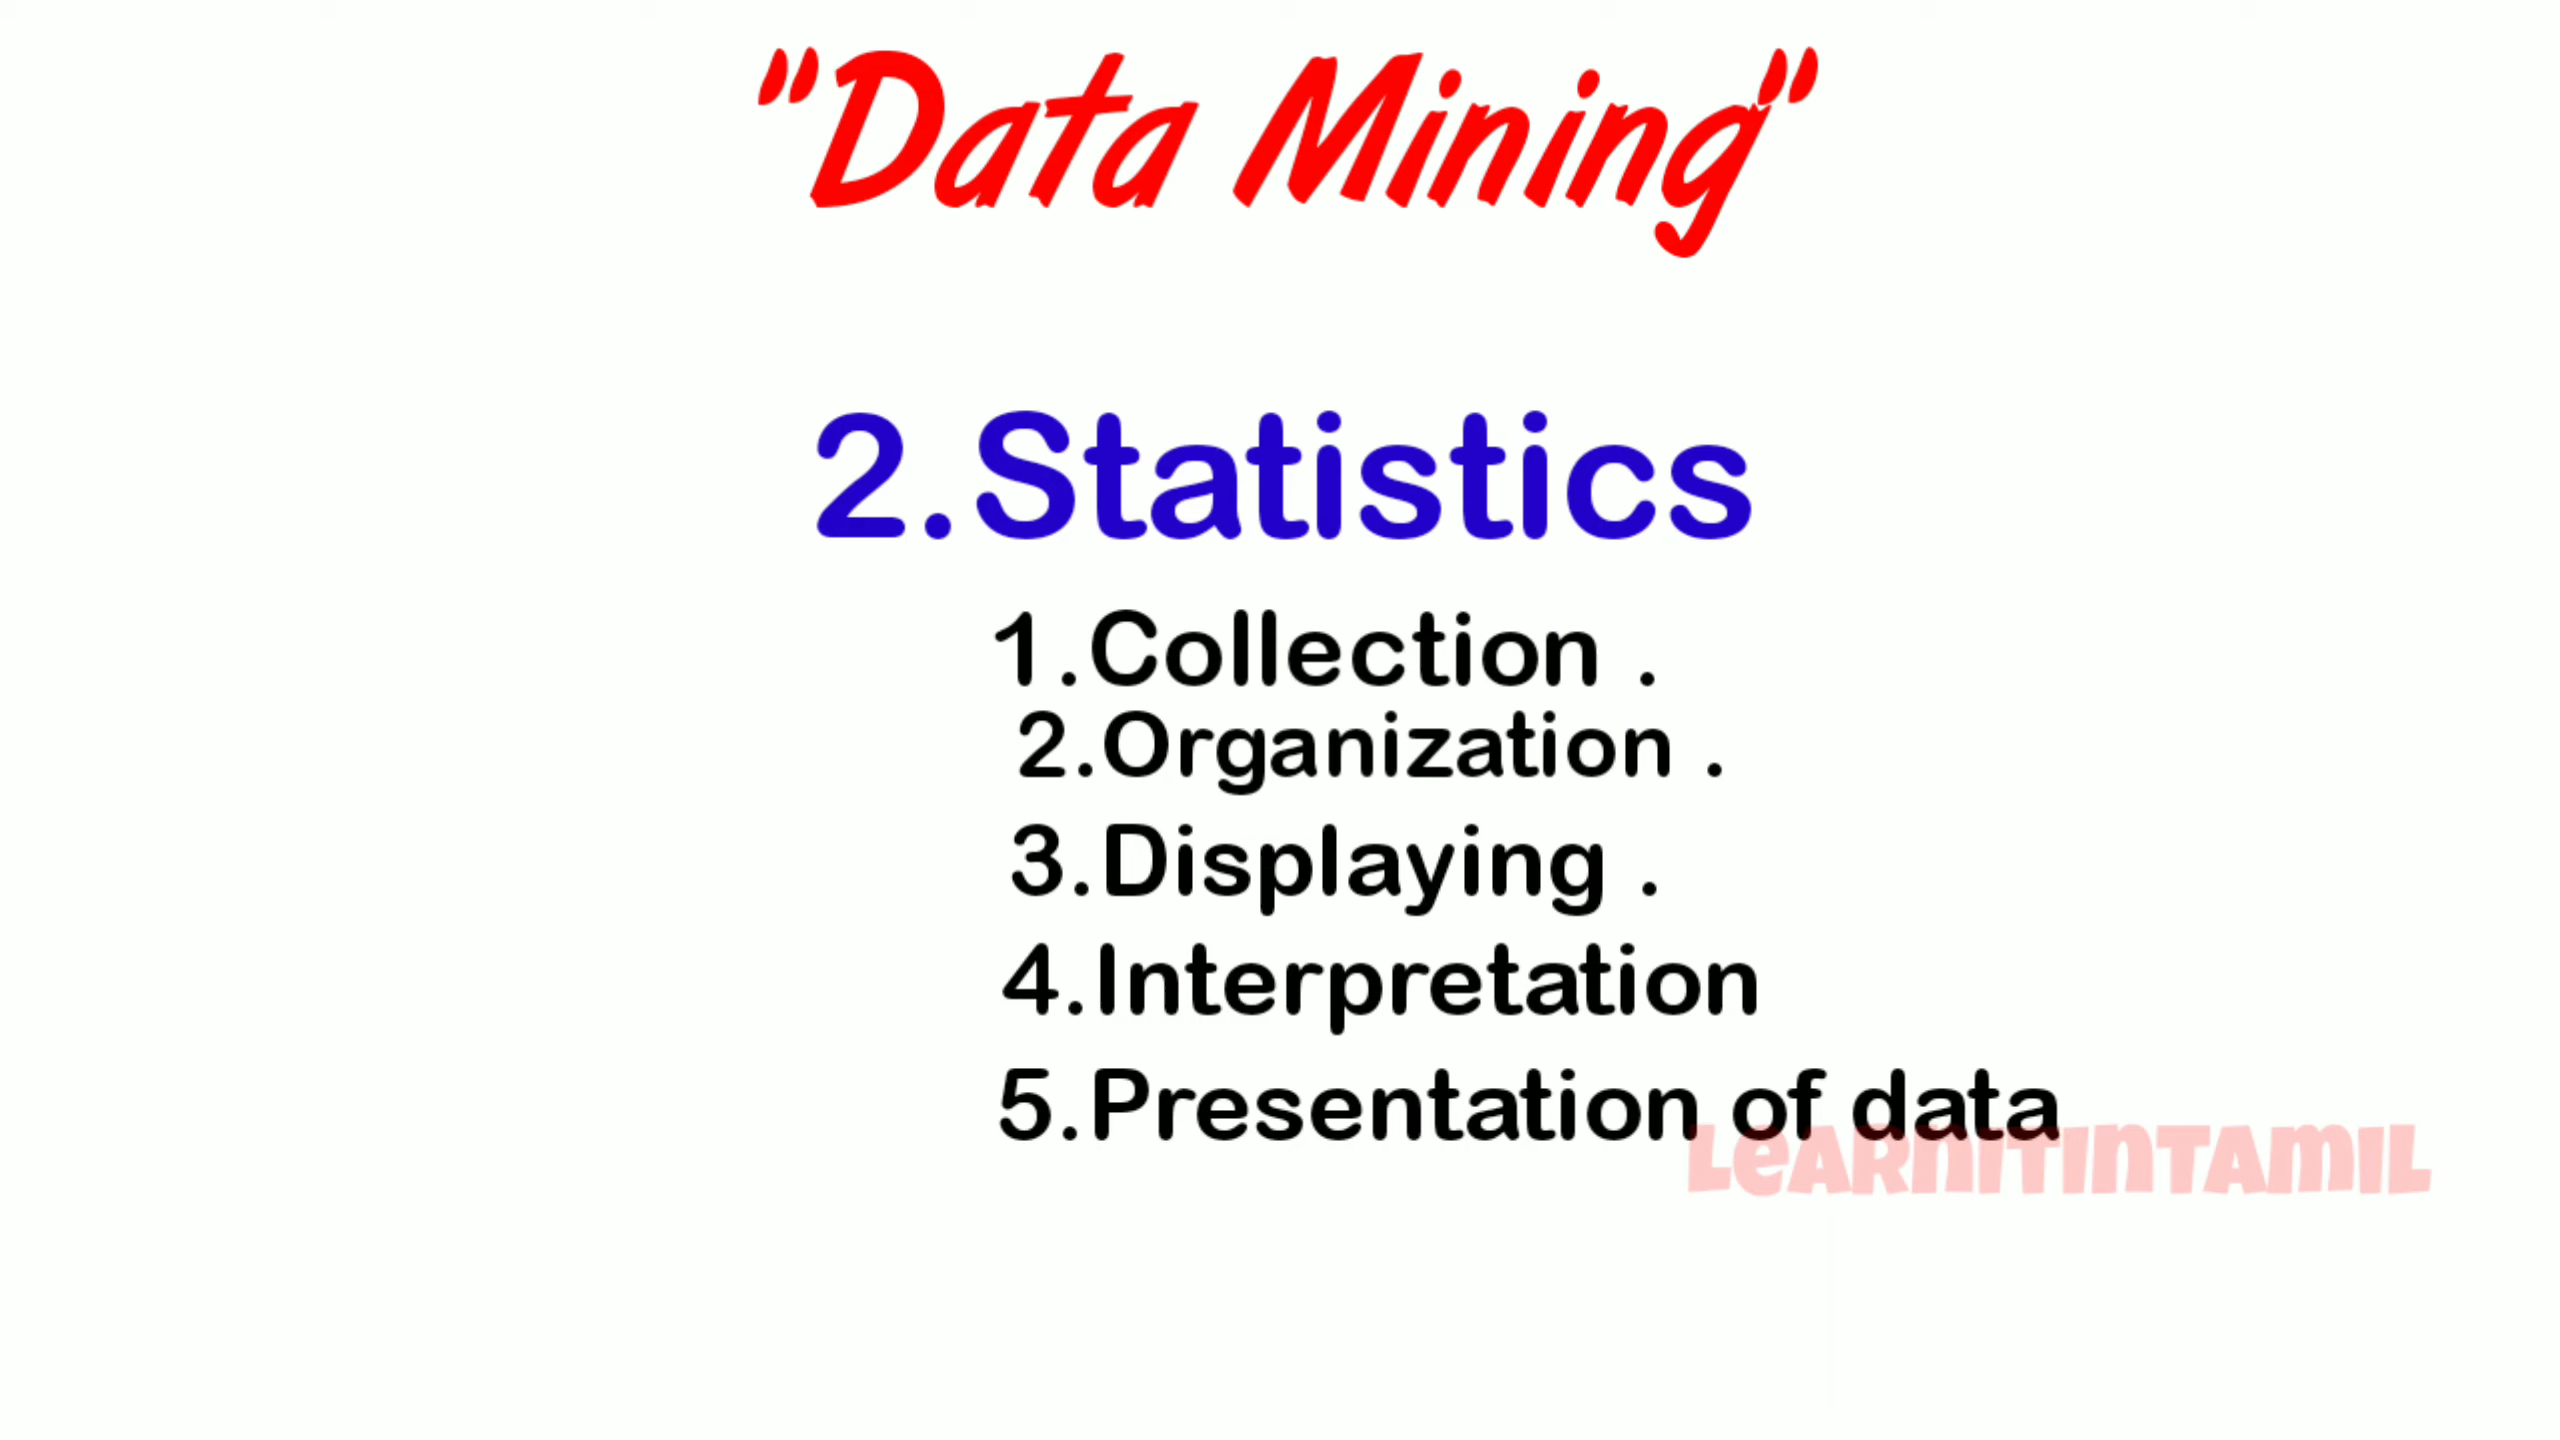 "Data Mining"
2.Statistics
1.Collection .
2.Organization .
3.Displaying .
4.Interpretation
5.Presentation of data
LearnITinTamil